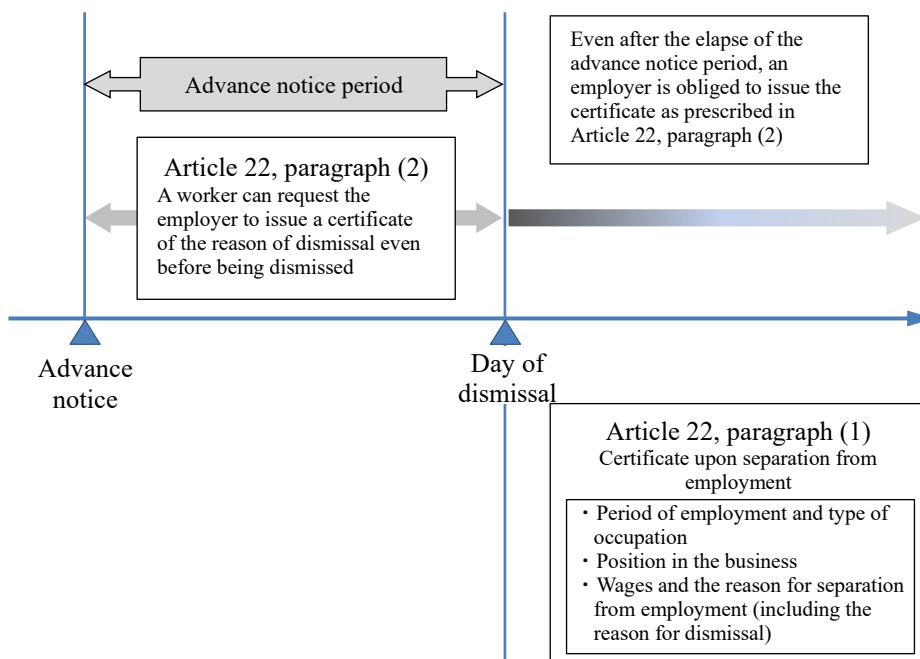 Advance notice period
Even after the elapse of the
advance notice period, an
employer is obliged to issue the
certificate as prescribed in
Article 22, paragraph (2)
Article 22, paragraph (2)
A worker can request the
employer to issue a certificate
of the reason of dismissal even
before being dismissed
Advance
notice
Day of
dismissal
Article 22, paragraph (1)
Certificate upon separation from
employment
・Period of employment and type of
occupation
・Position in the business
・Wages and the reason for separation
from employment (including the
reason for dismissal)